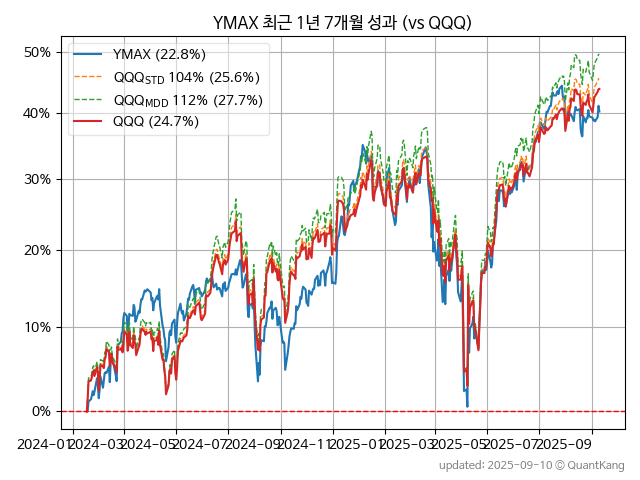 YMAX 최근 1년 7개월 성과 (vs QQQ)
YMAX (22.8%)
QQQSTD 104% (25.6%)
QQQMDD 112% (27.7%)
QQQ (24.7%)
50%
40%
30%
20%
10%
0%
2024-01 2024-03 2024-05 2024-07 2024-09 2024-11 2025-01 2025-03 2025-05 2025-07 2025-09
updated: 2025-09-10 © QuantKang